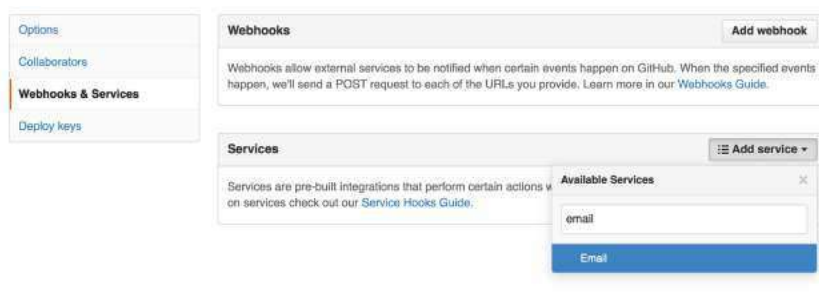 Options
Collaborators
Webhooks & Services
Deploy keys
Webhooks
Add webhook
Webhooks allow external services to be notified when certain events happen on GitHub. When the specified events
happen, we'll send a POST request to each of the URLs you provide. Learn more in our Webhooks Guide.
Services
Add service
Services are pre-built integrations that perform certain actions w
on services check out our Service Hooks Guide.
Available Services
email
Email